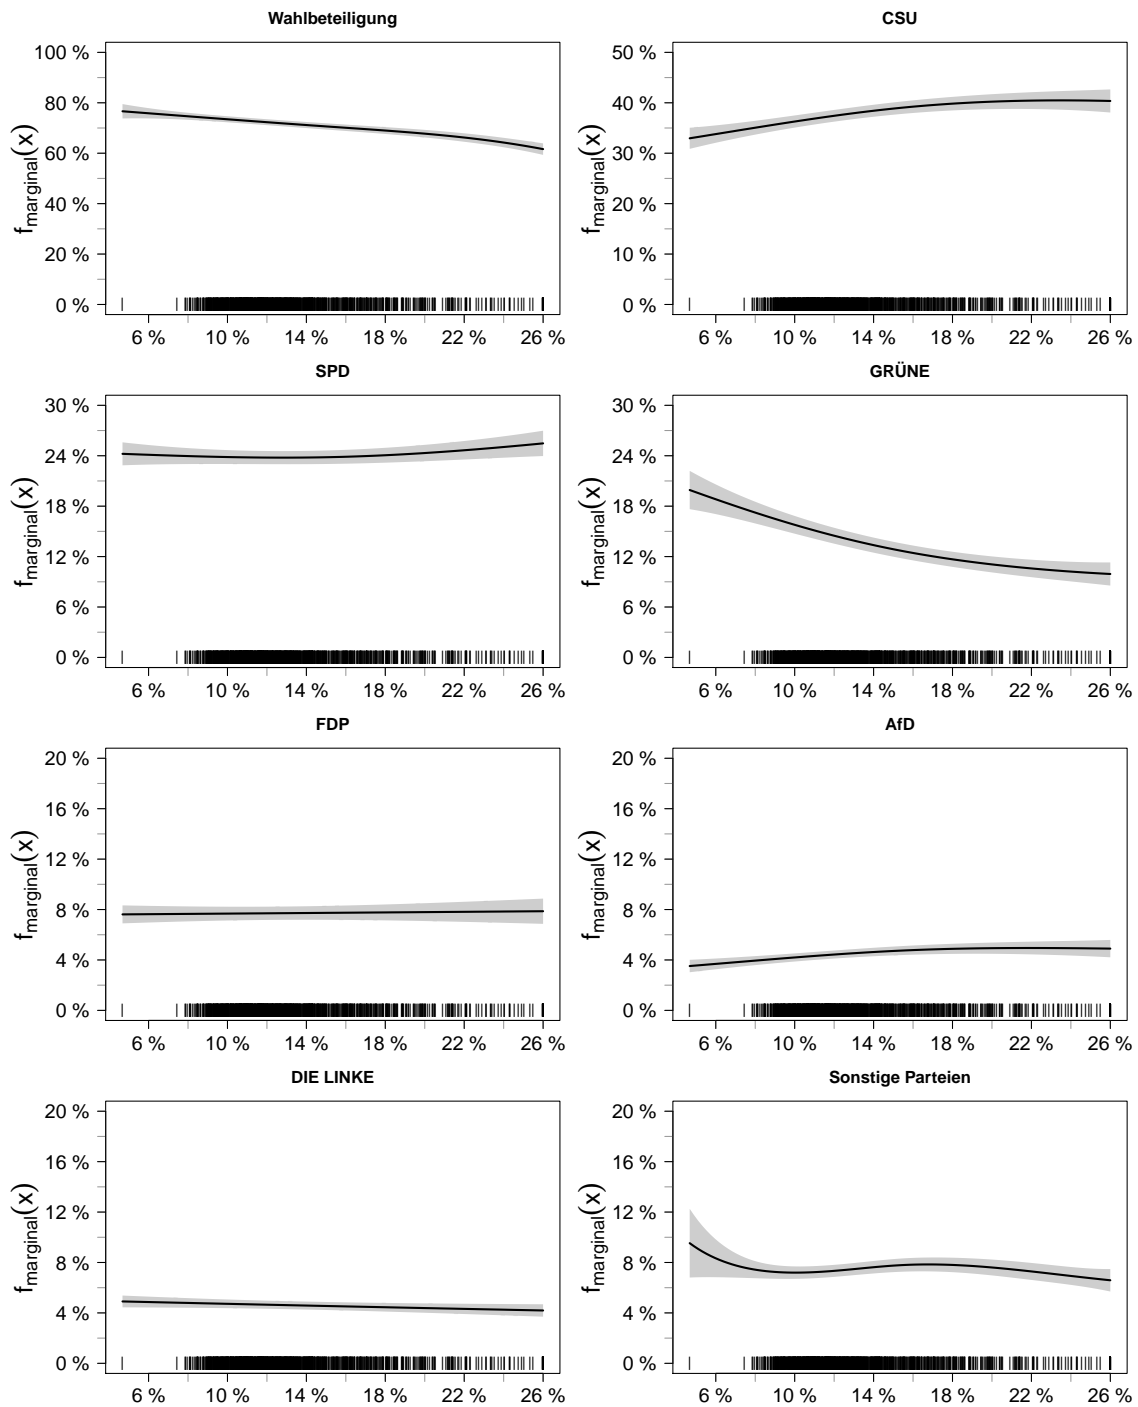 Wahlbeteiligung
100 %
80 %
60 %
40 %
20 %
0 %
f_marginal(x)
6 % 10 % 14 % 18 % 22 % 26 %
CSU
50 %
40 %
30 %
20 %
10 %
0 %
f_marginal(x)
6 % 10 % 14 % 18 % 22 % 26 %
SPD
30 %
24 %
18 %
12 %
6 %
0 %
f_marginal(x)
6 % 10 % 14 % 18 % 22 % 26 %
GRÜNE
30 %
24 %
18 %
12 %
6 %
0 %
f_marginal(x)
6 % 10 % 14 % 18 % 22 % 26 %
FDP
20 %
16 %
12 %
8 %
4 %
0 %
f_marginal(x)
6 % 10 % 14 % 18 % 22 % 26 %
AfD
20 %
16 %
12 %
8 %
4 %
0 %
f_marginal(x)
6 % 10 % 14 % 18 % 22 % 26 %
DIE LINKE
20 %
16 %
12 %
8 %
4 %
0 %
f_marginal(x)
6 % 10 % 14 % 18 % 22 % 26 %
Sonstige Parteien
20 %
16 %
12 %
8 %
4 %
0 %
f_marginal(x)
6 % 10 % 14 % 18 % 22 % 26 %